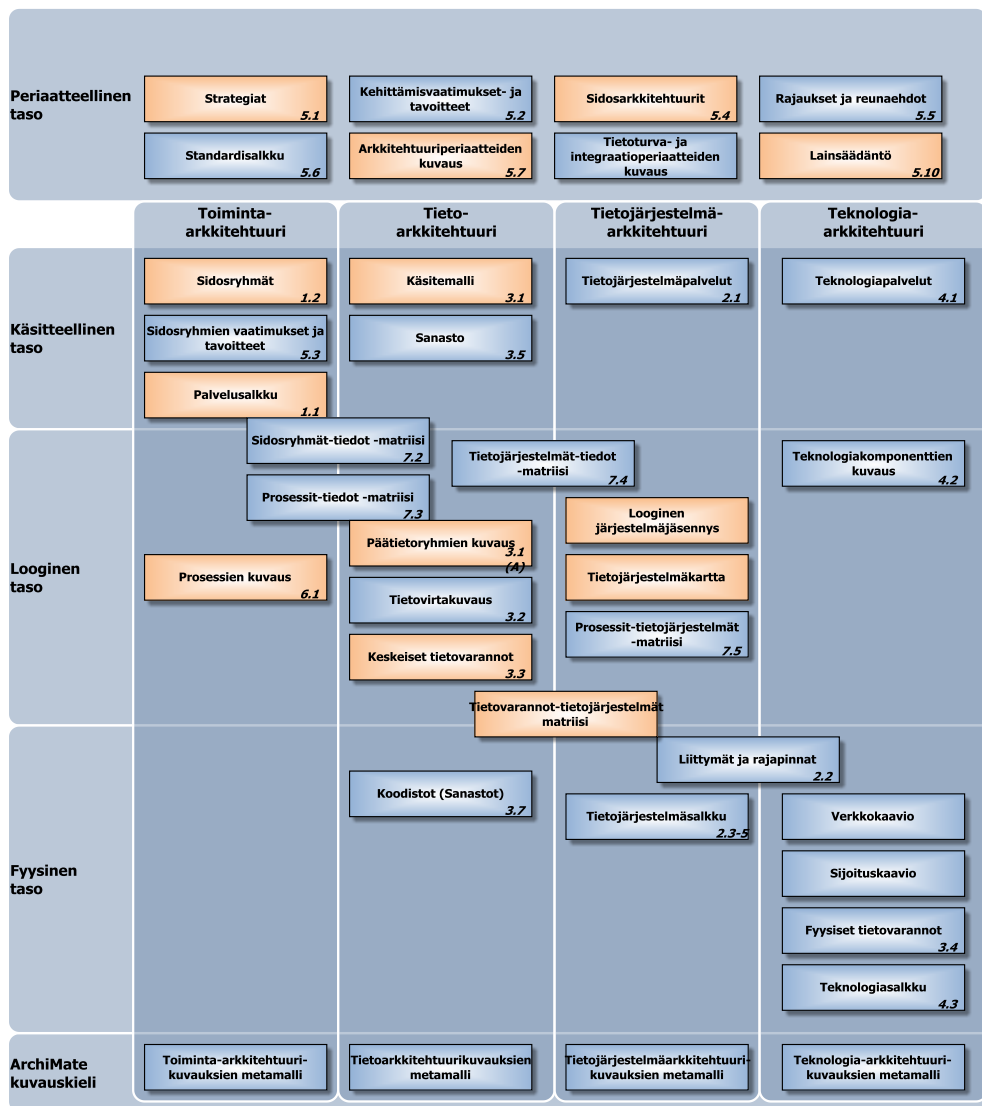 Periaatteellinen
taso
Strategiat
5.1
Kehittämisvaatimukset- ja
tavoitteet
5.2
Sidosarkkitehtuurit
5.4
Rajaukset ja reunaehdot
5.5
Standardisalkku
5.6
Arkkitehtuuriperiaatteiden
kuvaus
5.7
Tietoturva- ja
integraatioperiaatteiden
kuvaus
Lainsäädäntö
5.10
Toiminta-
arkkitehtuuri
Tieto-
arkkitehtuuri
Tietojärjestelmä-
arkkitehtuuri
Teknologia-
arkkitehtuuri
Käsitteellinen
taso
Sidosryhmät
1.2
Käsitemalli
3.1
Tietojärjestelmäpalvelut
2.1
Teknologiapalvelut
4.1
Sidosryhmien vaatimukset ja
tavoitteet
5.3
Sanasto
3.5
Palvelusalkku
1.1
Looginen
taso
Sidosryhmät-tiedot -matriisi
7.2
Tietojärjestelmät-tiedot
-matriisi
7.4
Teknologiakomponenttien
kuvaus
4.2
Prosessit-tiedot -matriisi
7.3
Looginen
järjestelmäjäsennys
Päätietoryhmien kuvaus
3.1
(A)
Prosessien kuvaus
6.1
Tietojärjestelmäkartta
Tietovirtakuvaus
3.2
Prosessit-tietojärjestelmät
-matriisi
7.5
Keskeiset tietovarannot
3.3
Tietovarannot-tietojärjestelmät
matriisi
Fyysinen
taso
Liittymät ja rajapinnat
2.2
Koodistot (Sanastot)
3.7
Tietojärjestelmäsalkku
2.3-5
Verkkokaavio
Sijoituskaavio
Fyysiset tietovarannot
3.4
Teknologiasalkku
4.3
ArchiMate
kuvauskieli
Toiminta-arkkitehtuuri-
kuvauksien metamalli
Tietoarkkitehtuurikuvauksien
metamalli
Tietojärjestelmäarkkitehtuuri-
kuvauksien metamalli
Teknologia-arkkitehtuuri-
kuvauksien metamalli